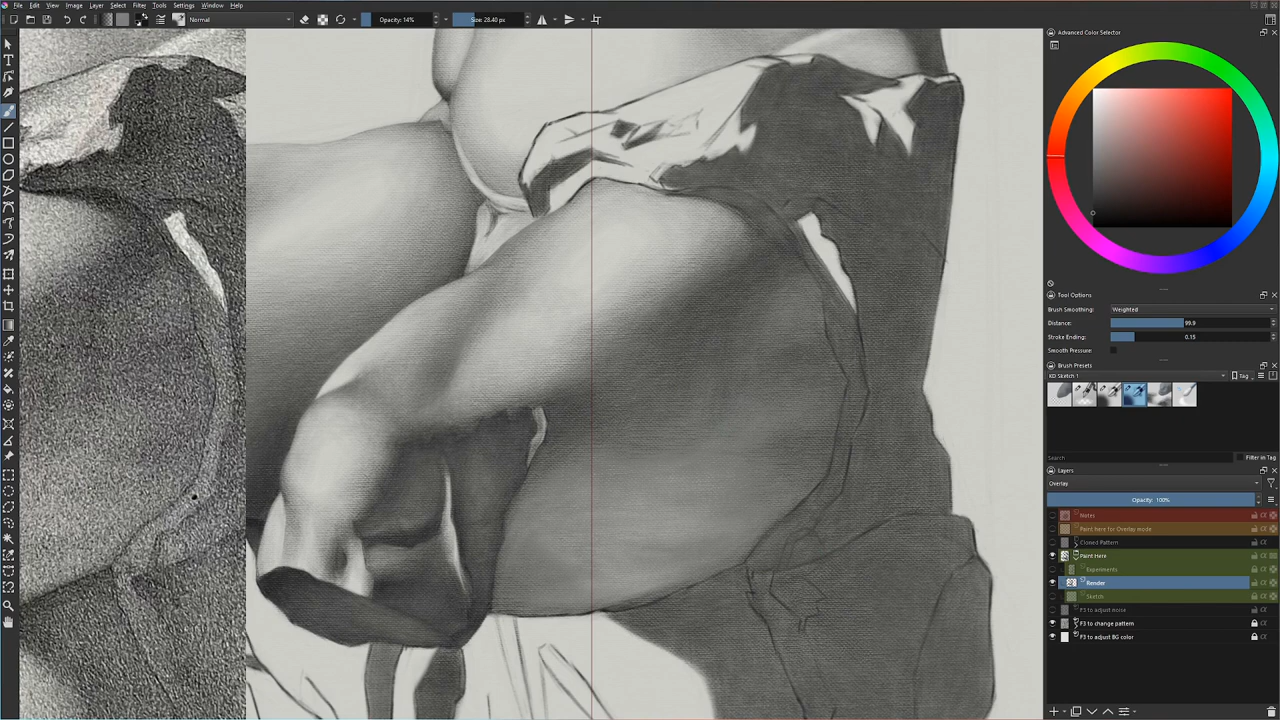 File Edit View Image Layer Select Filter Tools Settings Window Help
Normal Opacity: 14% Size: 28.40 px
Advanced Color Selector
Tool Options
Brush Smoothing: Weighted
Distance: 99.9
Stroke Ending: 0.15
Smooth Pressure:
Brush Presets
KD Sketch 1 Tag
Search Filter in Tag
Layers
Overlay
Opacity: 100%
Notes
Paint here for Overlay mode
Cloned Pattern
Paint Here
Experiments
Render
Sketch
F3 to adjust noise
F3 to change pattern
F3 to adjust BG color